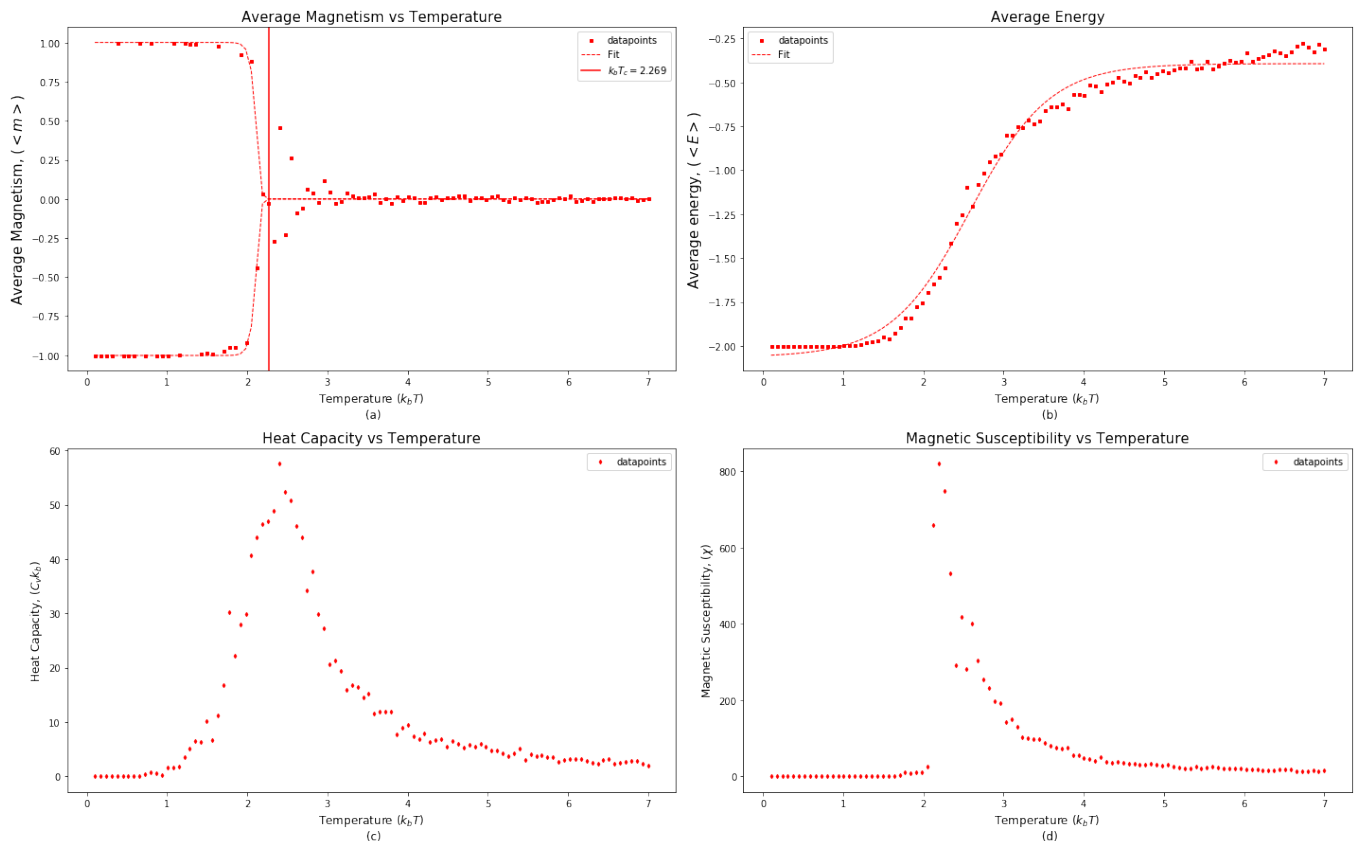 Average Magnetism vs Temperature
datapoints
Fit
k_bT_c = 2.269
Average Magnetism, ( < m > )
1.00
0.75
0.50
0.25
0.00
−0.25
−0.50
−0.75
−1.00
0 1 2 3 4 5 6 7
Temperature (k_bT)
(a)
Average Energy
datapoints
Fit
Average energy, ( < E > )
−0.25
−0.50
−0.75
−1.00
−1.25
−1.50
−1.75
−2.00
0 1 2 3 4 5 6 7
Temperature (k_bT)
(b)
Heat Capacity vs Temperature
datapoints
Heat Capacity, (C_vk_b)
60
50
40
30
20
10
0
0 1 2 3 4 5 6 7
Temperature (k_bT)
(c)
Magnetic Susceptibility vs Temperature
datapoints
Magnetic Susceptibility, (χ)
800
600
400
200
0
0 1 2 3 4 5 6 7
Temperature (k_bT)
(d)